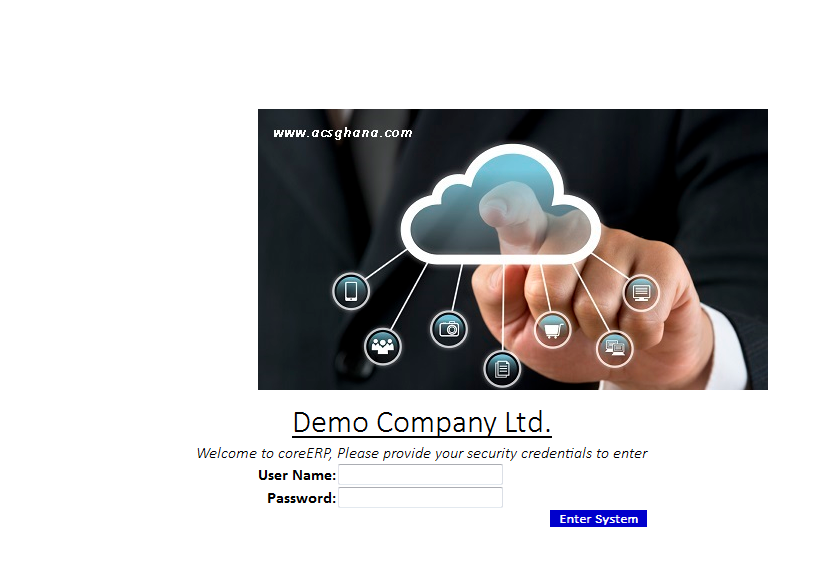 www.acsghana.com
Demo Company Ltd.
Welcome to coreERP, Please provide your security credentials to enter
User Name:
Password:
Enter System